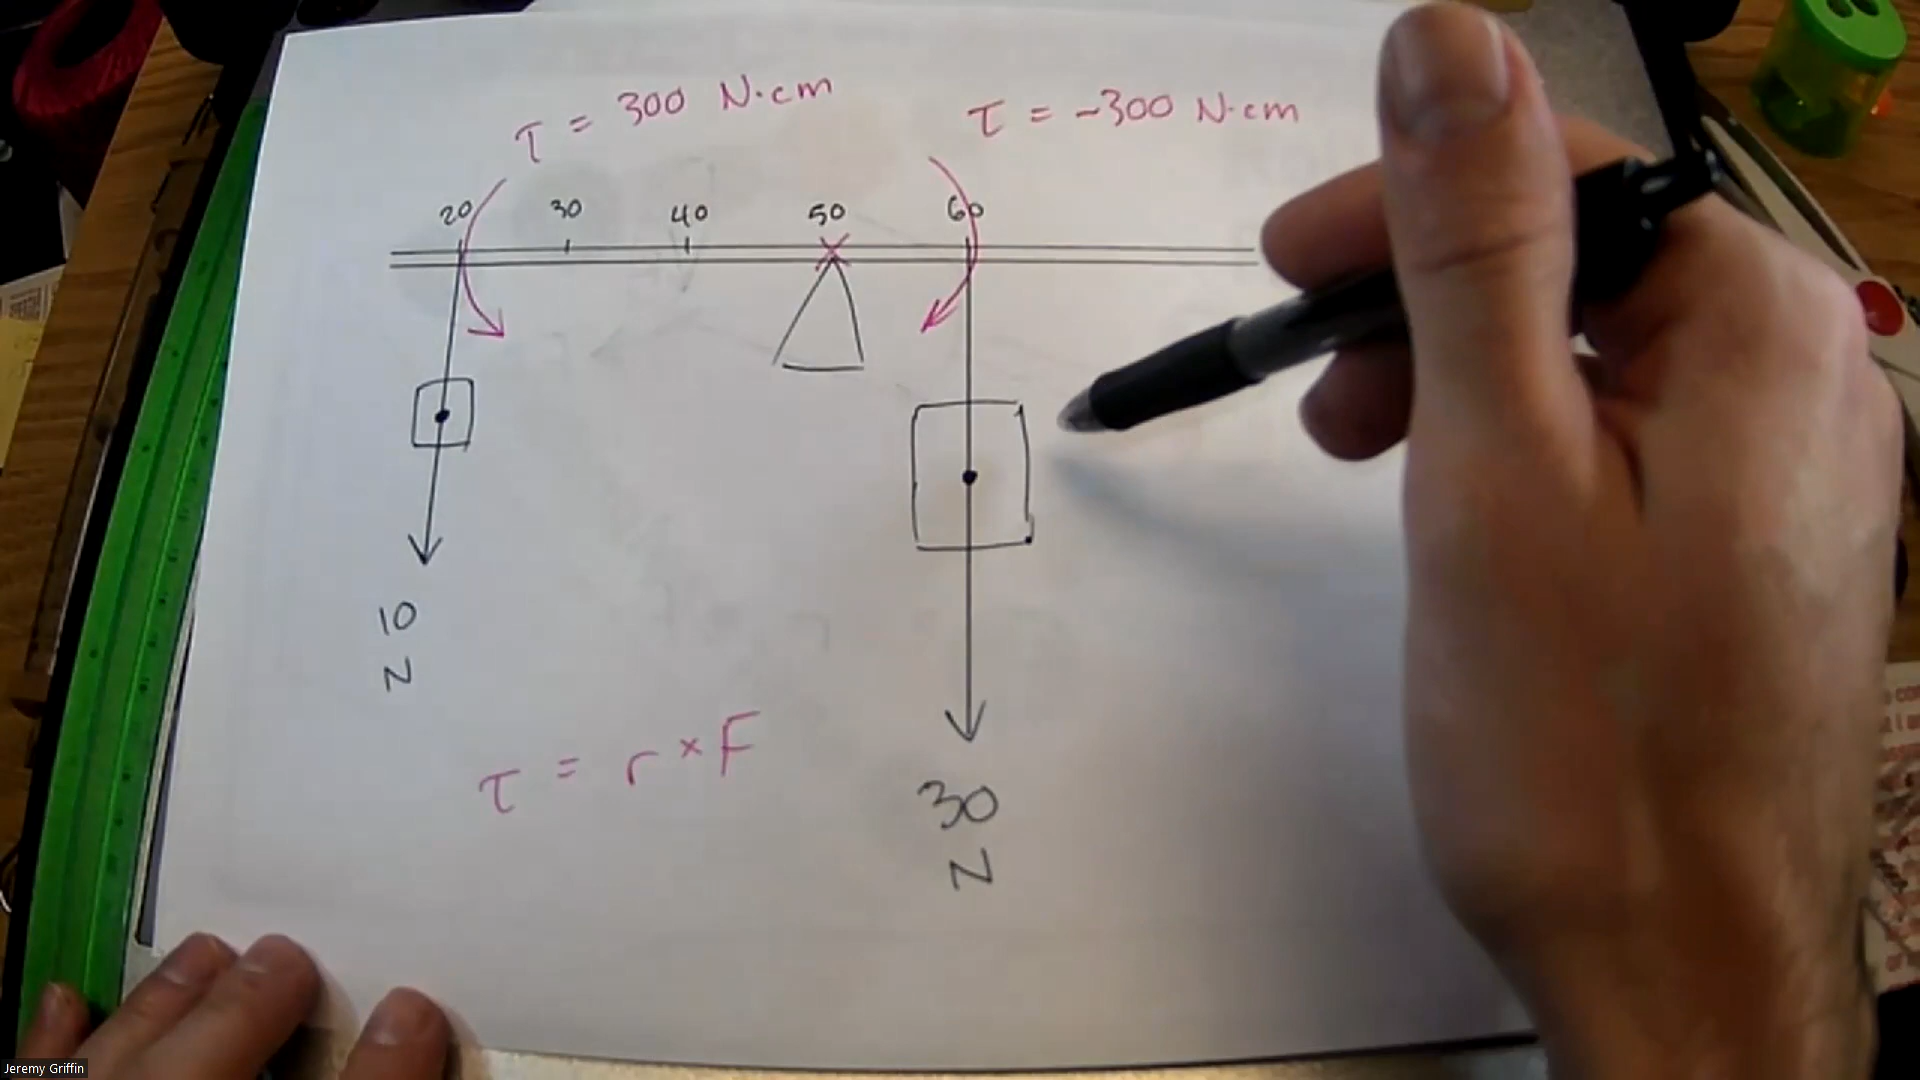 τ = 300 N·cm
τ = -300 N·cm
20 30 40 50 60
10
N
τ = r × F
30
N
Jeremy Griffin